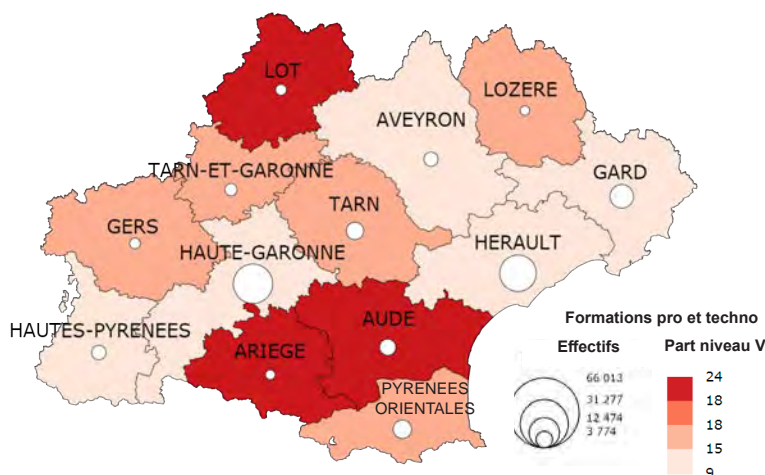 LOT
LOZERE
AVEYRON
TARN-ET-GARONNE
GARD
TARN
GERS
HERAULT
HAUTE-GARONNE
HAUTES-PYRENEES
AUDE
ARIEGE
PYRENEES
ORIENTALES
Formations pro et techno
Effectifs
Part niveau V
66 013
31 277
12 474
3 774
24
18
18
15
9